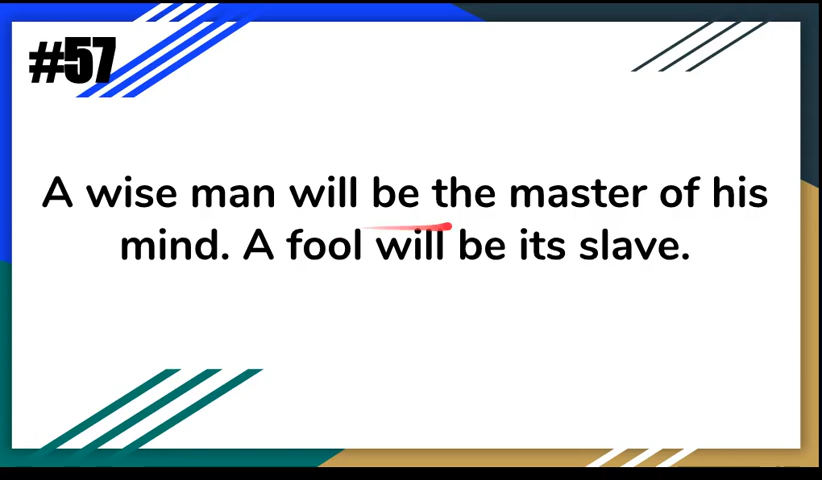 #57
A wise man will be the master of his
mind. A fool will be its slave.